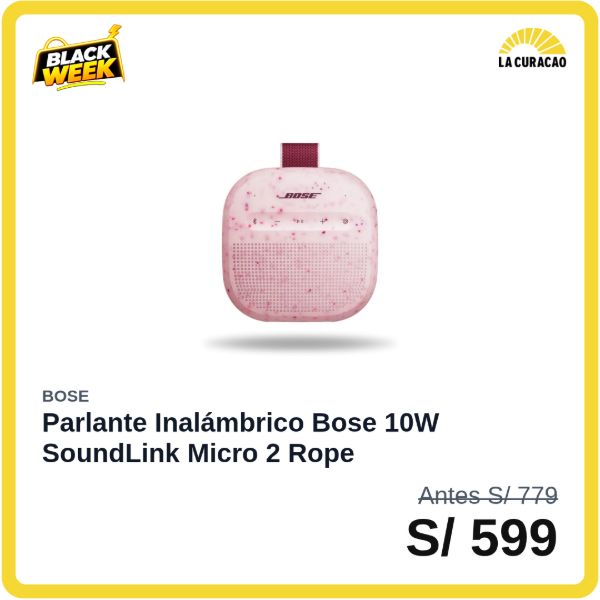 BLACK
WEEK
LA CURACAO
BOSE
BOSE
Parlante Inalámbrico Bose 10W
SoundLink Micro 2 Rope
Antes S/ 779
S/ 599